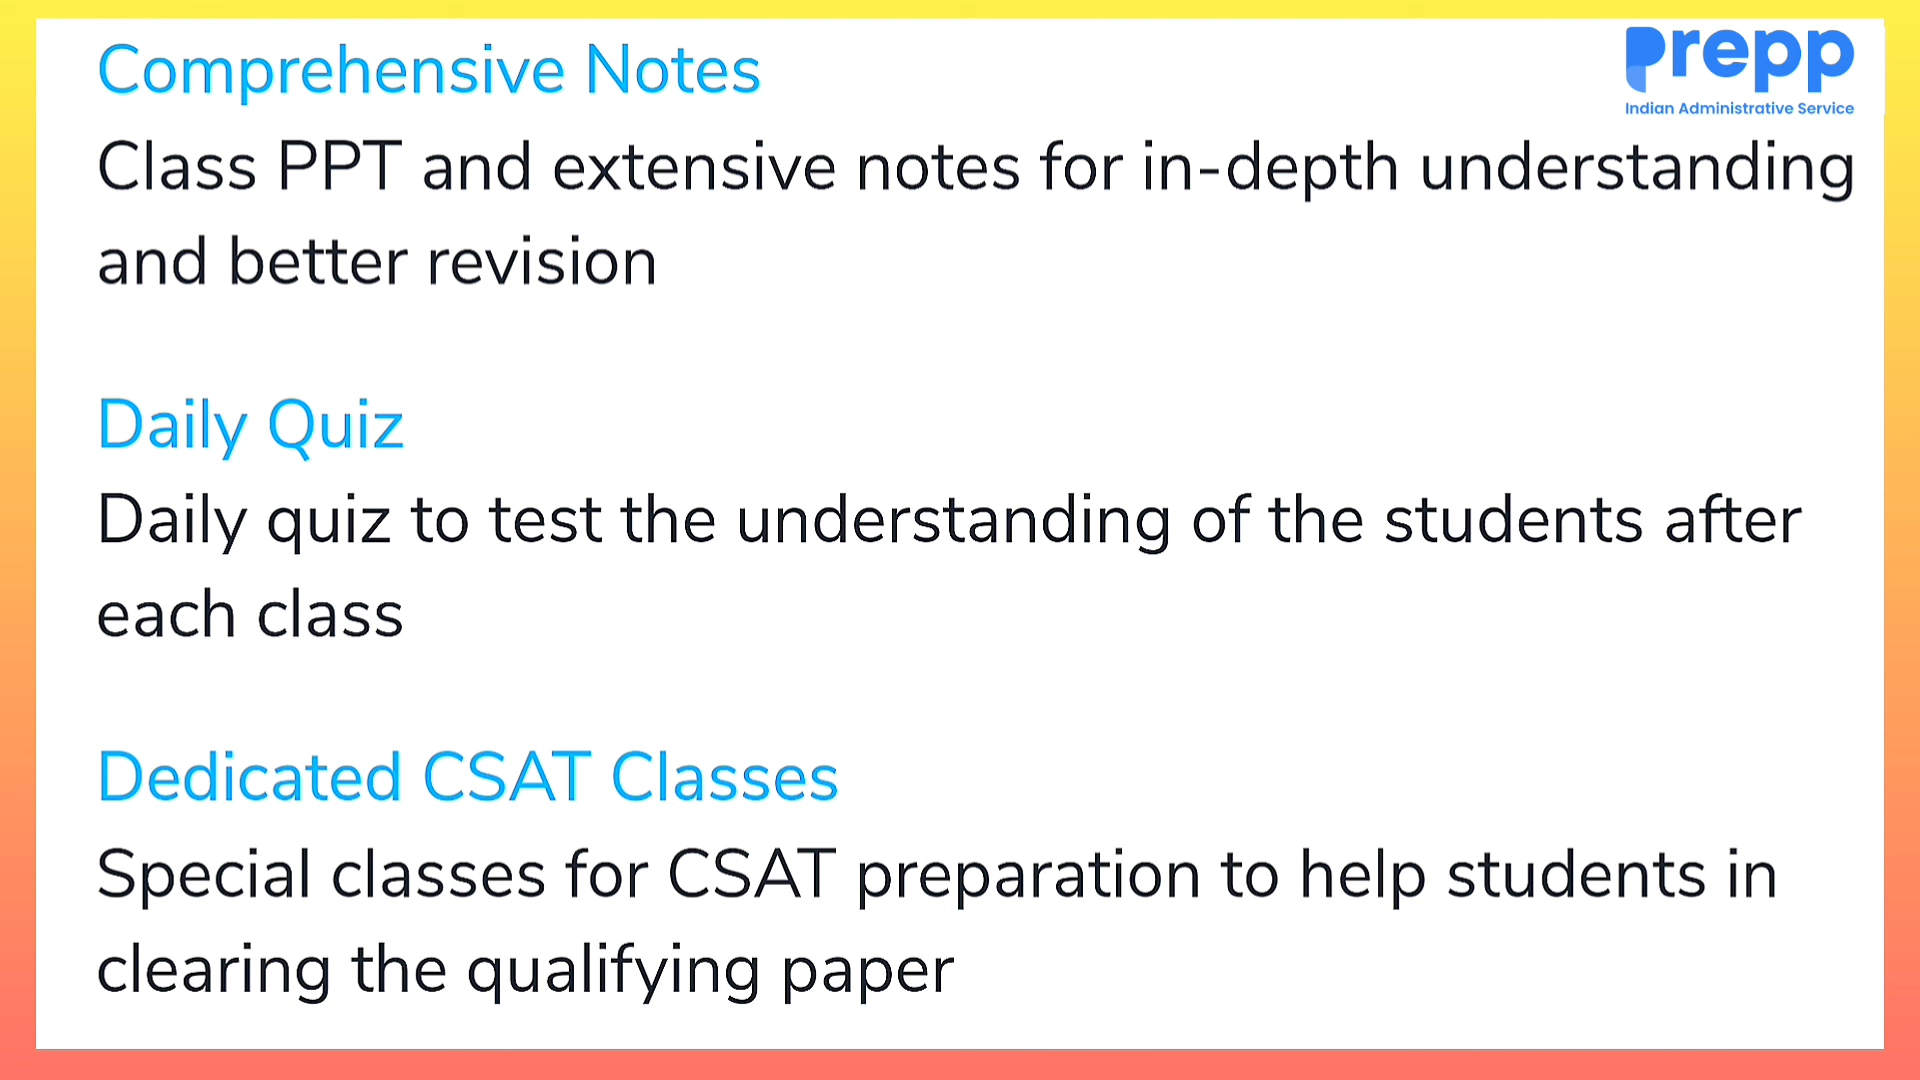 Comprehensive Notes
prepp
Indian Administrative Service
Class PPT and extensive notes for in-depth understanding
and better revision
Daily Quiz
Daily quiz to test the understanding of the students after
each class
Dedicated CSAT Classes
Special classes for CSAT preparation to help students in
clearing the qualifying paper